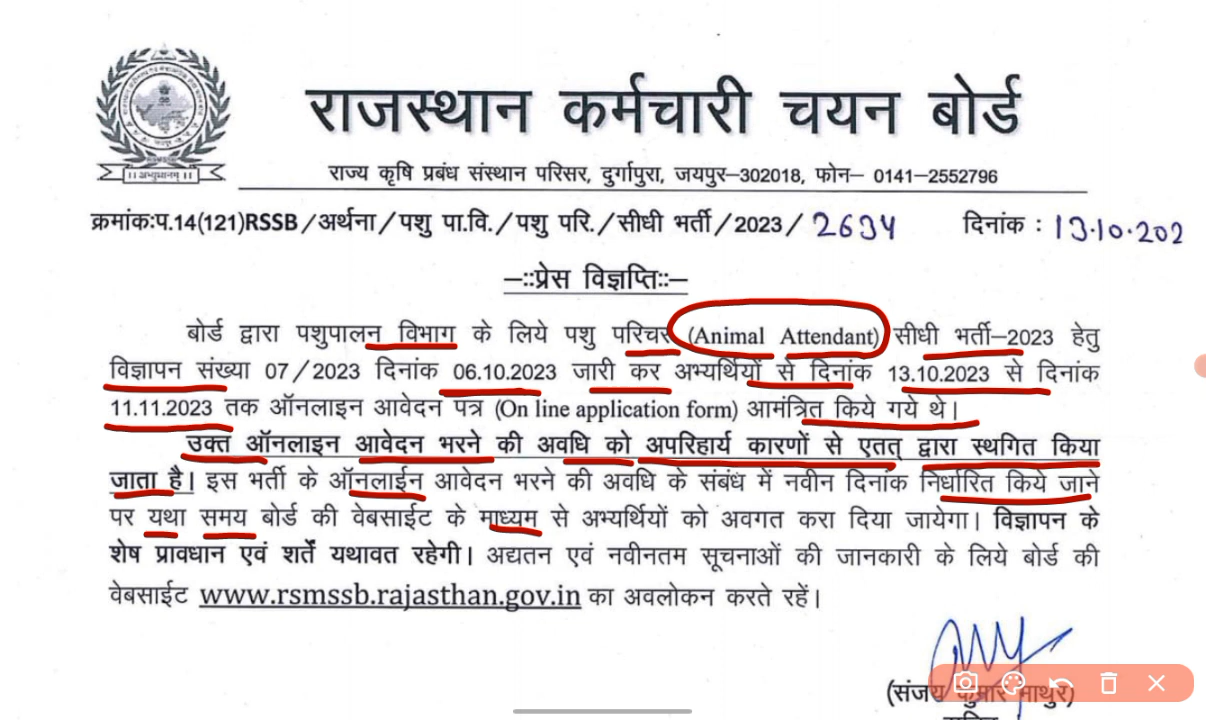 राजस्थान कर्मचारी चयन बोर्ड
राज्य कृषि प्रबंध संस्थान परिसर, दुर्गापुरा, जयपुर–302018, फोन– 0141-2552796
क्रमांक:प.14(121)RSSB/अर्थना/पशु पा.वि./पशु परि./सीधी भर्ती/2023/ 2634 दिनांक : 13.10.202
–::प्रेस विज्ञप्ति::–
बोर्ड द्वारा पशुपालन विभाग के लिये पशु परिचर (Animal Attendant) सीधी भर्ती–2023 हेतु
विज्ञापन संख्या 07/2023 दिनांक 06.10.2023 जारी कर अभ्यर्थियों से दिनांक 13.10.2023 से दिनांक
11.11.2023 तक ऑनलाइन आवेदन पत्र (On line application form) आमंत्रित किये गये थे।
उक्त ऑनलाइन आवेदन भरने की अवधि को अपरिहार्य कारणों से एतत् द्वारा स्थगित किया
जाता है। इस भर्ती के ऑनलाईन आवेदन भरने की अवधि के संबंध में नवीन दिनांक निर्धारित किये जाने
पर यथा समय बोर्ड की वेबसाईट के माध्यम से अभ्यर्थियों को अवगत करा दिया जायेगा। विज्ञापन के
शेष प्रावधान एवं शर्तें यथावत रहेगी। अद्यतन एवं नवीनतम सूचनाओं की जानकारी के लिये बोर्ड की
वेबसाईट www.rsmssb.rajasthan.gov.in का अवलोकन करते रहें।
(संजय कुमार माथुर)